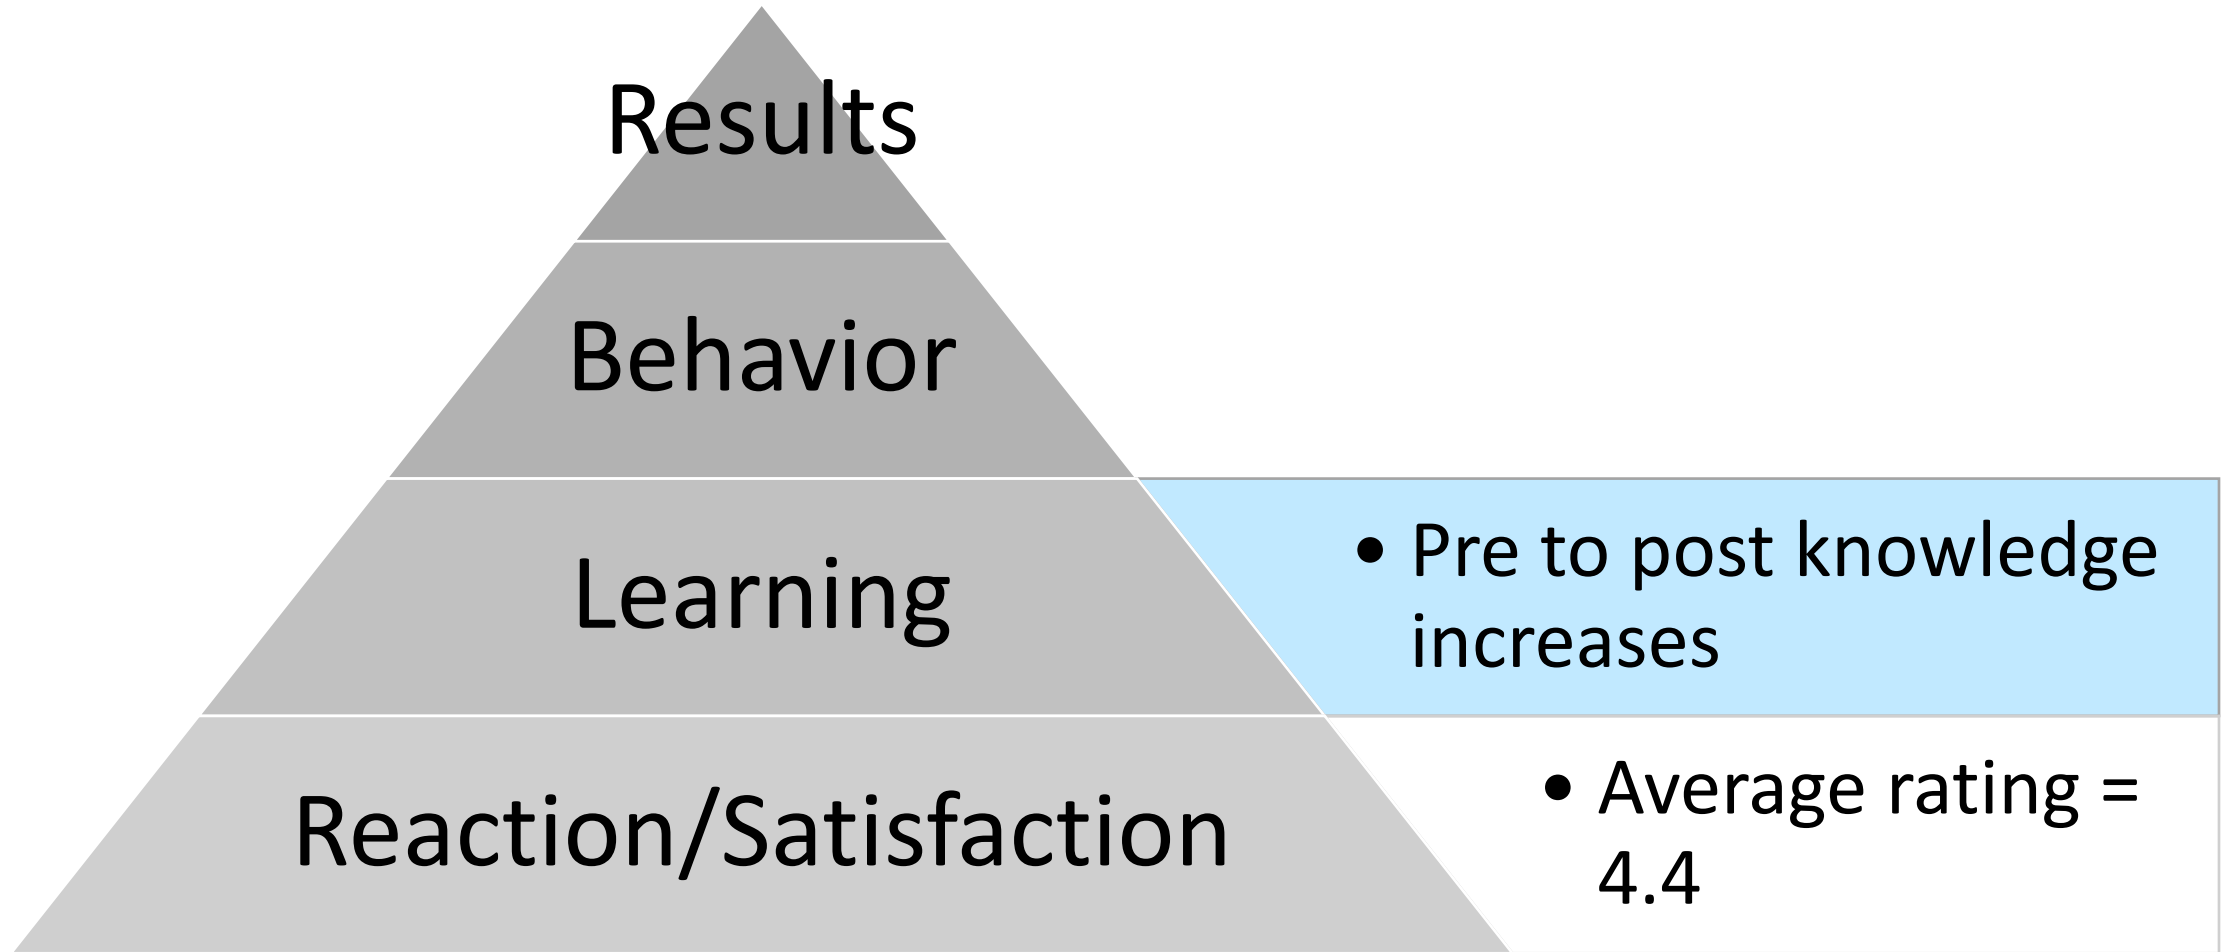 Results
Behavior
Learning
• Pre to post knowledge
increases
Reaction/Satisfaction
• Average rating =
4.4